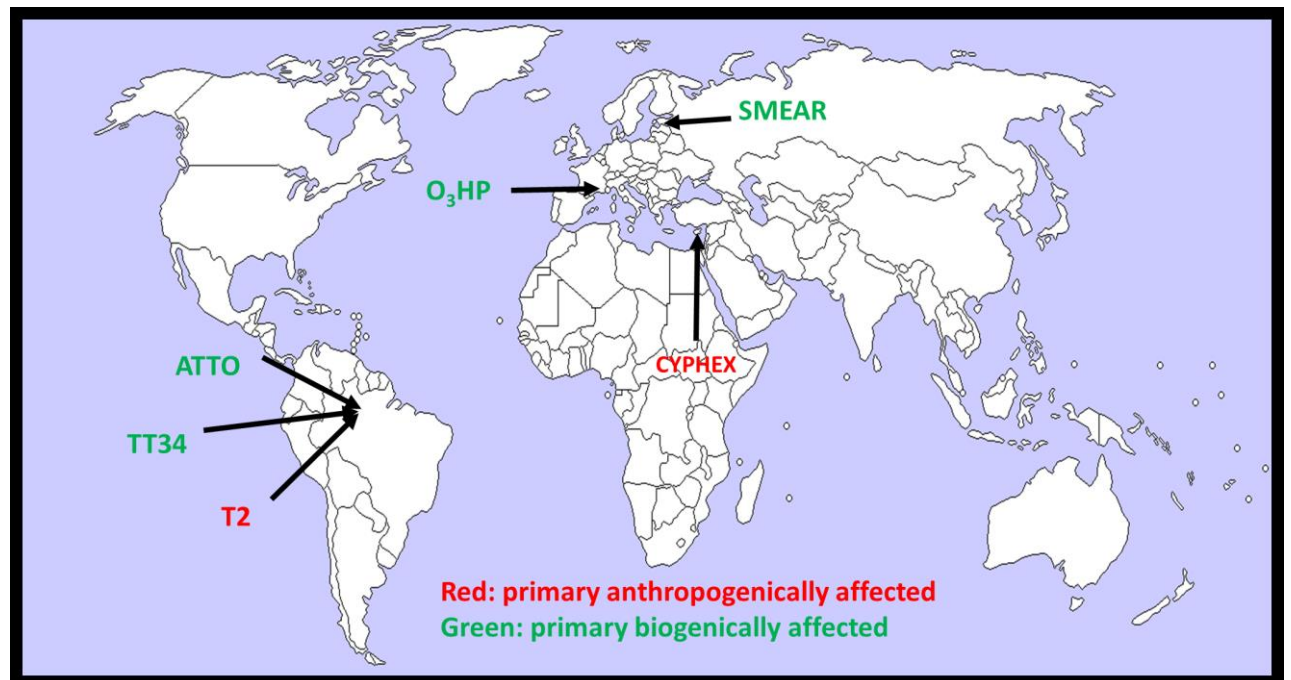 SMEAR
O₃HP
ATTO
CYPHEX
TT34
T2
Red: primary anthropogenically affected
Green: primary biogenically affected